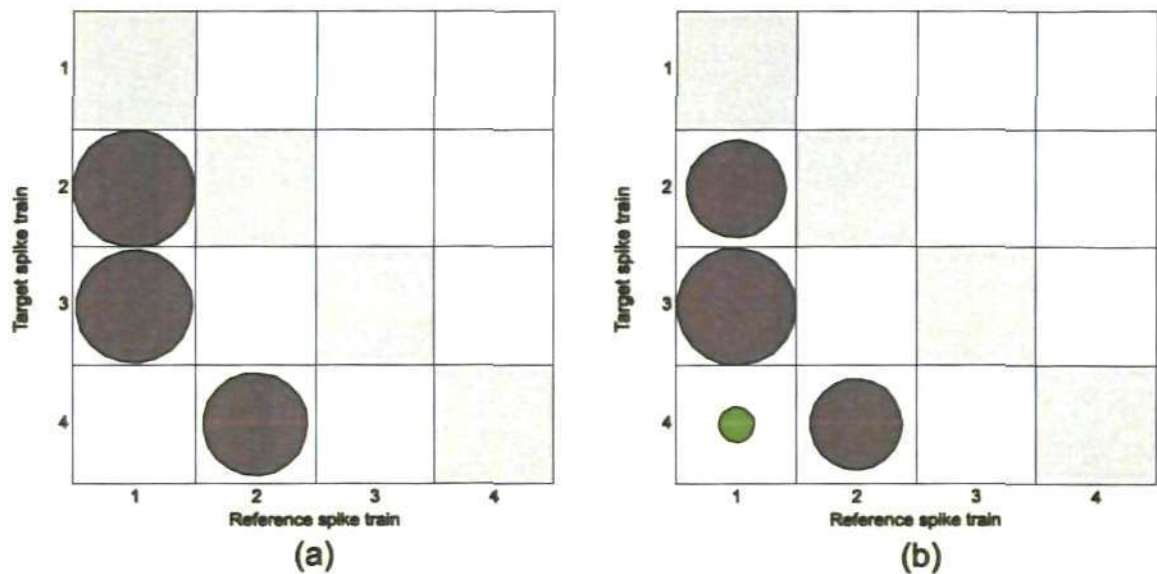 Target spike train
1
2
3
4
1 2 3 4
Reference spike train
(a)
Target spike train
1
2
3
4
1 2 3 4
Reference spike train
(b)